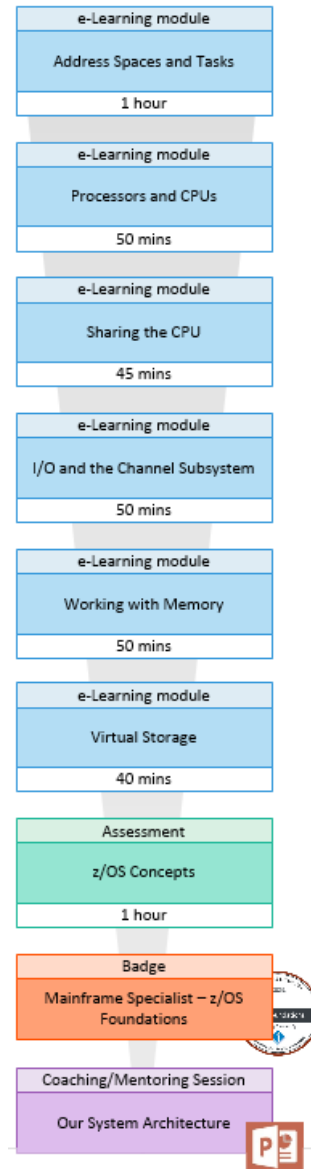 e-Learning module
Address Spaces and Tasks
1 hour
e-Learning module
Processors and CPUs
50 mins
e-Learning module
Sharing the CPU
45 mins
e-Learning module
I/O and the Channel Subsystem
50 mins
e-Learning module
Working with Memory
50 mins
e-Learning module
Virtual Storage
40 mins
Assessment
z/OS Concepts
1 hour
Badge
Mainframe Specialist – z/OS
Foundations
Coaching/Mentoring Session
Our System Architecture
P